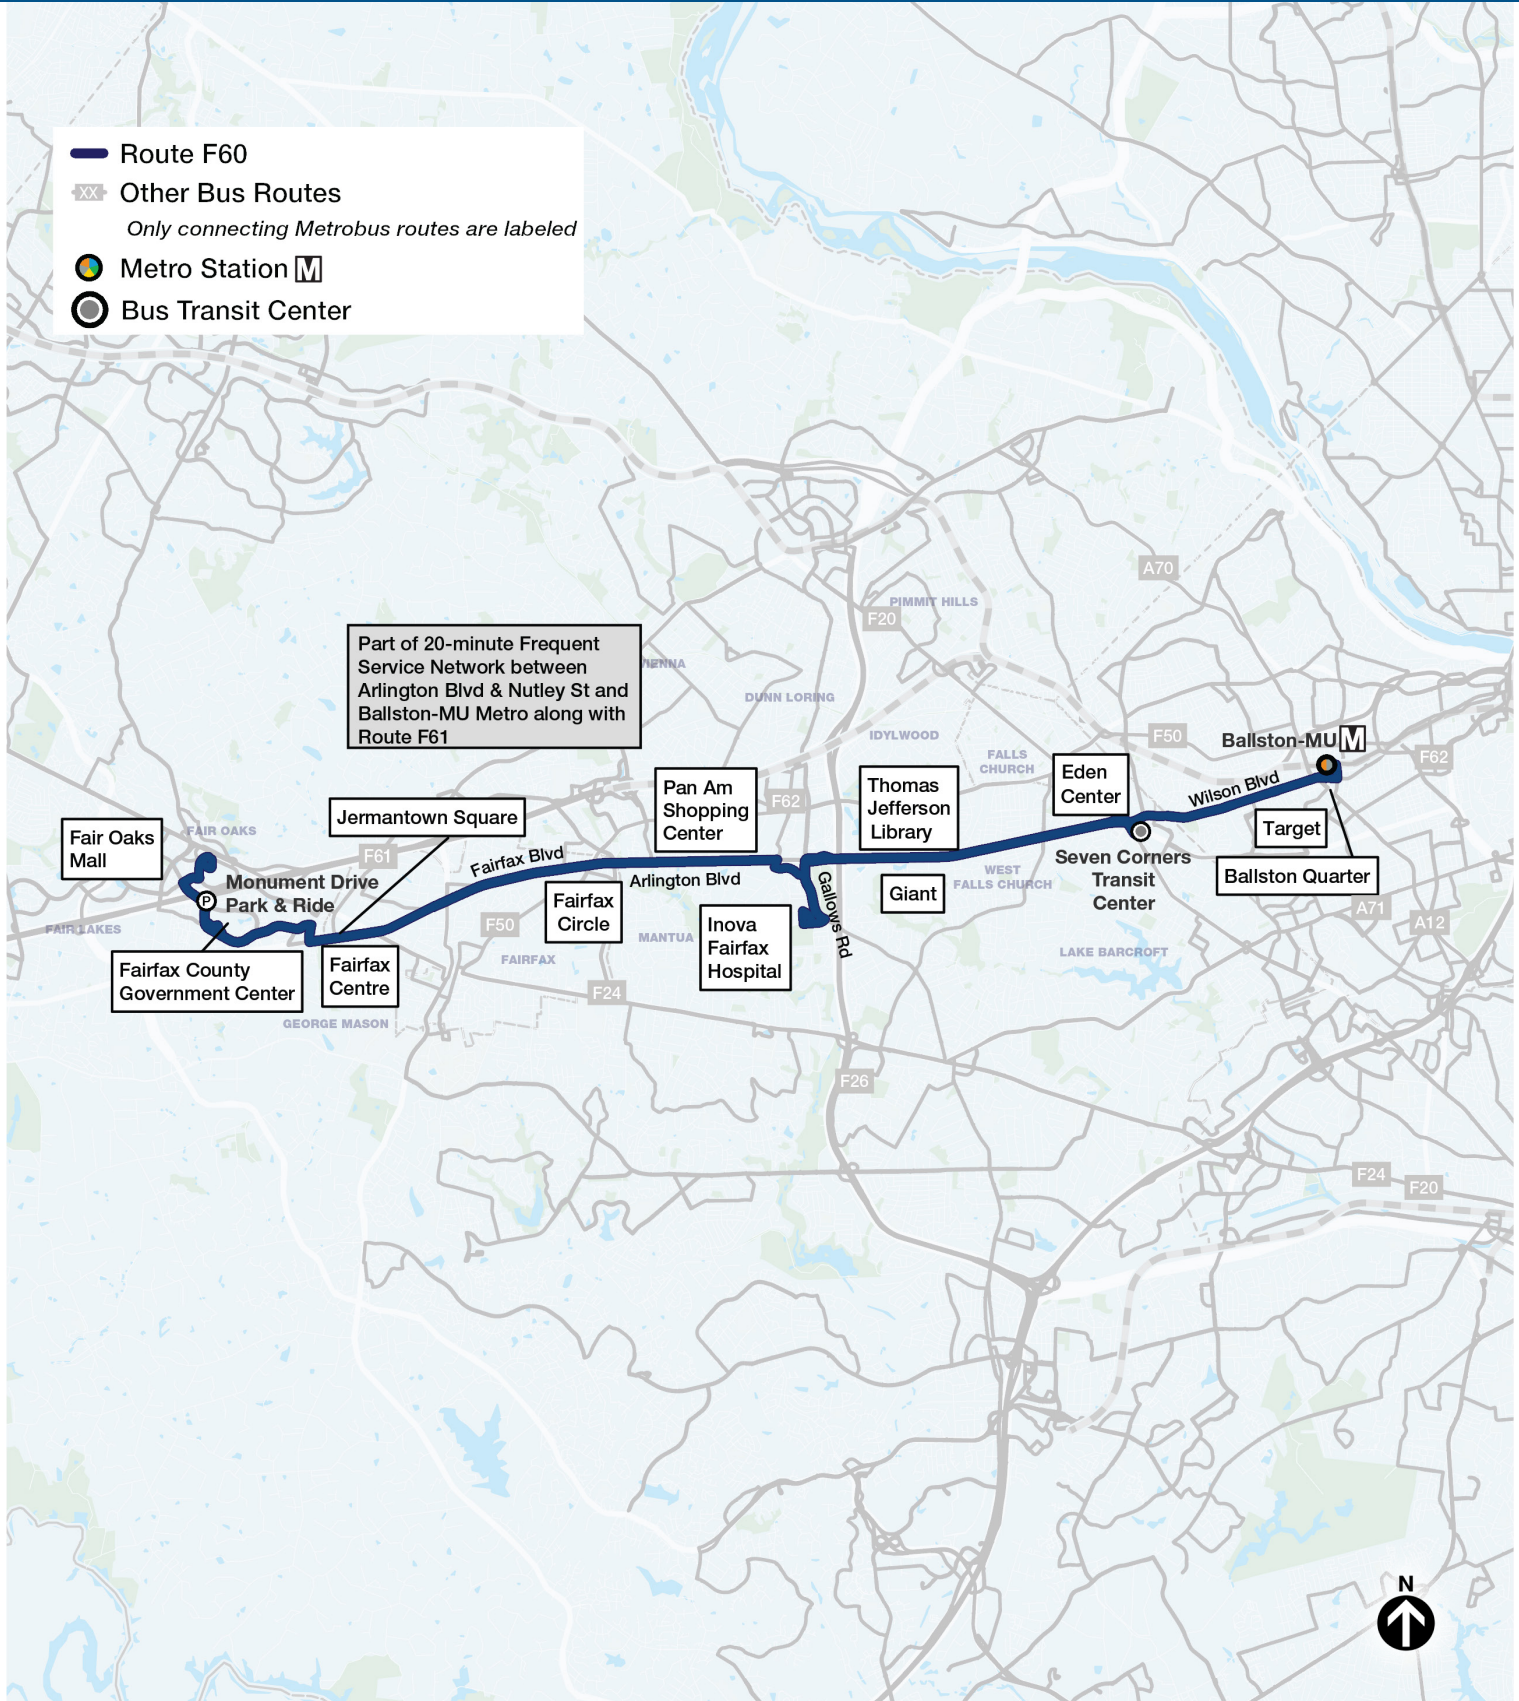 Route F60
XX Other Bus Routes
Only connecting Metrobus routes are labeled
Metro Station M
Bus Transit Center
A70
PIMMIT HILLS
F20
Part of 20-minute Frequent
Service Network between
Arlington Blvd & Nutley St and
Ballston-MU Metro along with
Route F61
VIENNA
DUNN LORING
IDYLWOOD
FALLS
CHURCH
F50
Ballston-MU M
F62
Eden
Center
Wilson Blvd
Pan Am
Shopping
Center
F62
Thomas
Jefferson
Library
Jermantown Square
FAIR OAKS
Fair Oaks
Mall
F61
Fairfax Blvd
Arlington Blvd
Target
Seven Corners
Transit
Center
Ballston Quarter
WEST
FALLS CHURCH
Giant
Gallows Rd
Monument Drive
Park & Ride
P
Fairfax
Circle
F50
A71
A12
FAIR LAKES
MANTUA
Inova
Fairfax
Hospital
FAIRFAX
LAKE BARCROFT
Fairfax County
Government Center
Fairfax
Centre
F24
GEORGE MASON
F26
F24
F20
N